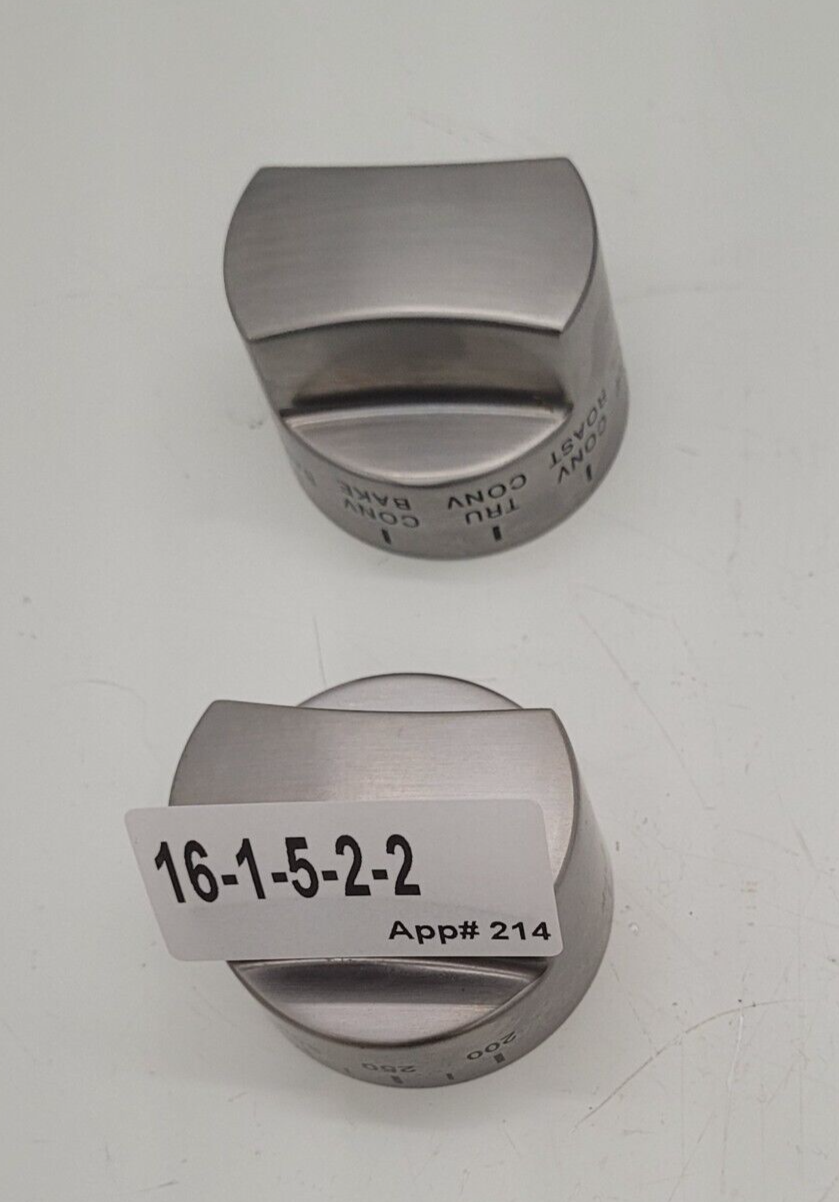 CONV
BAKE
TRU
CONV
CONV
ROAST
16-1-5-2-2
App# 214
250
200